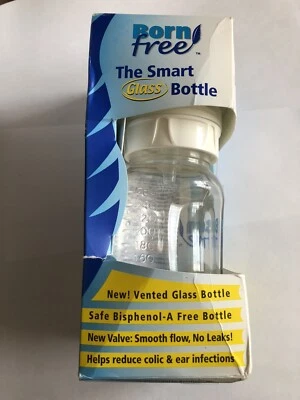 Born
free™
The Smart
Glass Bottle
New! Vented Glass Bottle
Safe Bisphenol-A Free Bottle
New Valve: Smooth flow, No Leaks!
Helps reduce colic & ear infections